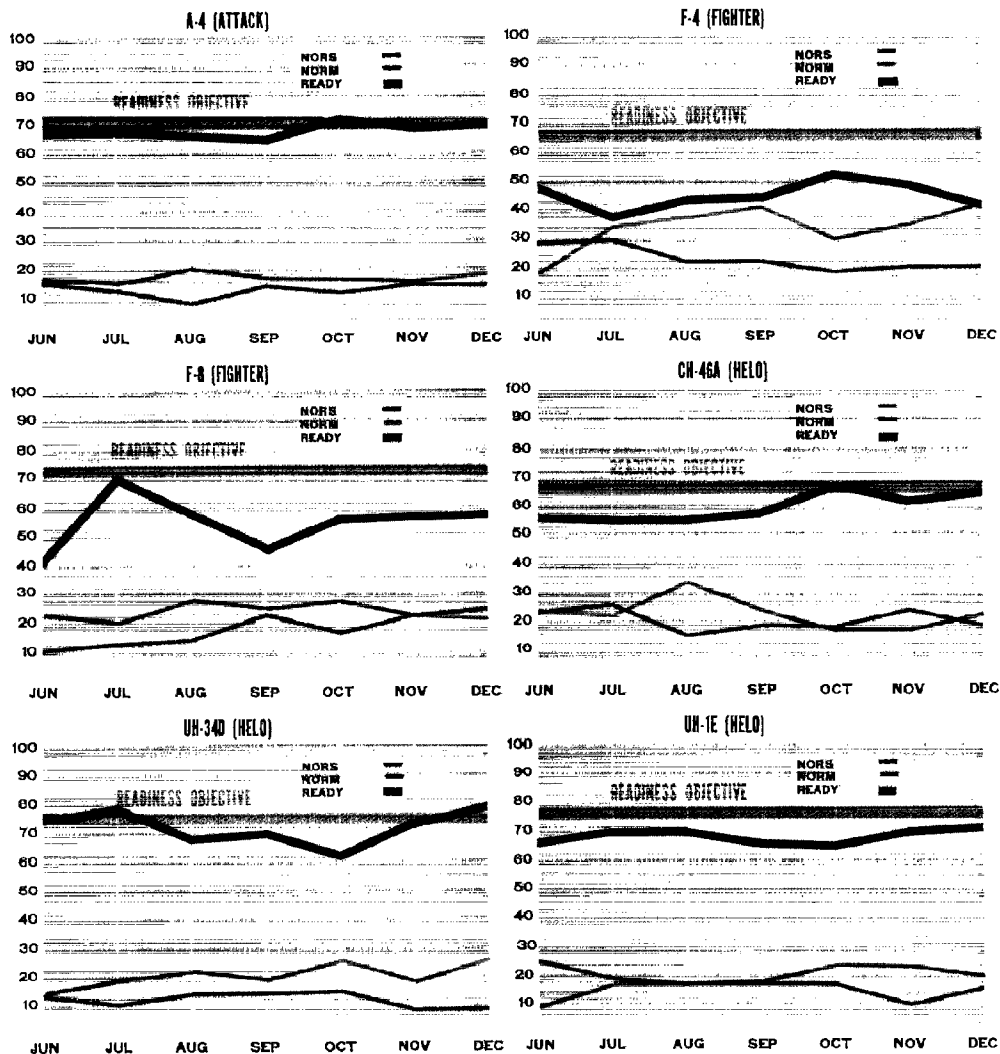 A-4 (ATTACK)
100
90
80
70
60
50
40
30
20
10
NORS
NORM
READY
READINESS OBJECTIVE
JUN JUL AUG SEP OCT NOV DEC
F-4 (FIGHTER)
100
90
80
70
60
50
40
30
20
10
NORS
NORM
READY
READINESS OBJECTIVE
JUN JUL AUG SEP OCT NOV DEC
F-8 (FIGHTER)
100
90
80
70
60
50
40
30
20
10
NORS
NORM
READY
READINESS OBJECTIVE
JUN JUL AUG SEP OCT NOV DEC
CH-46A (HELO)
100
90
80
70
60
50
40
30
20
10
NORS
NORM
READY
READINESS OBJECTIVE
JUN JUL AUG SEP OCT NOV DEC
UH-34D (HELO)
100
90
80
70
60
50
40
30
20
10
NORS
NORM
READY
READINESS OBJECTIVE
JUN JUL AUG SEP OCT NOV DEC
UH-1E (HELO)
100
90
80
70
60
50
40
30
20
10
NORS
NORM
READY
READINESS OBJECTIVE
JUN JUL AUG SEP OCT NOV DEC